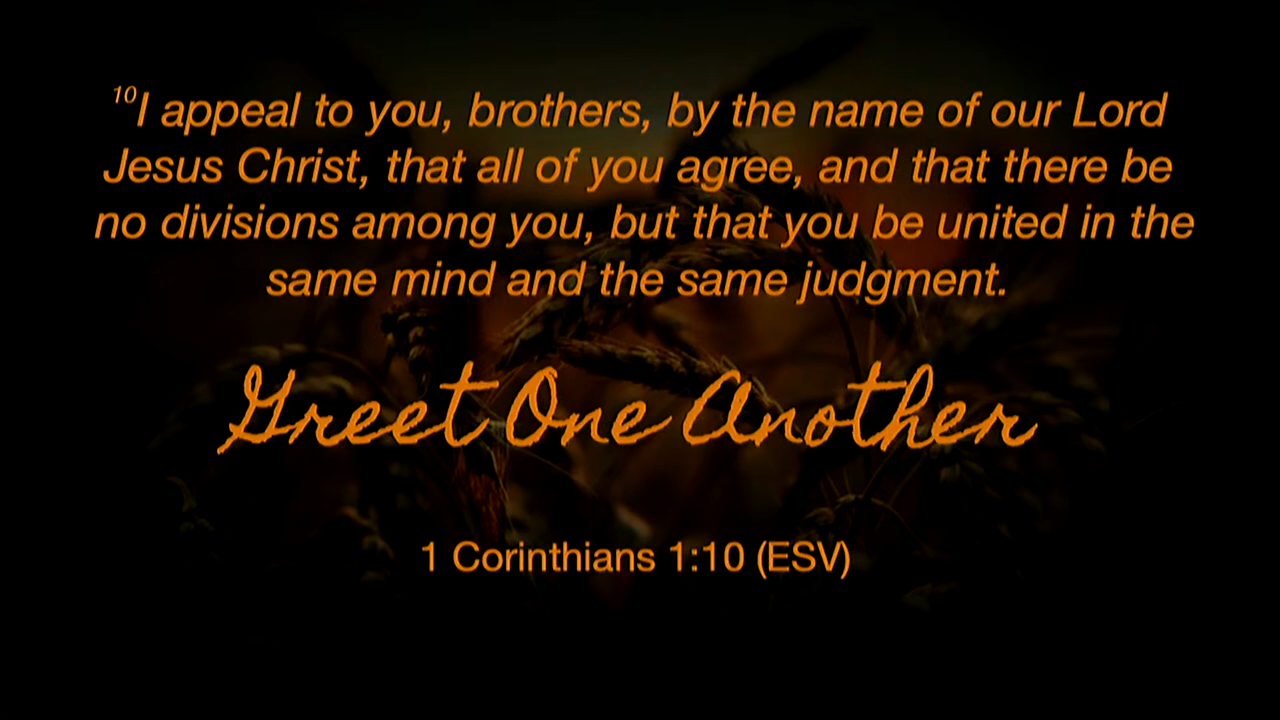 ¹⁰I appeal to you, brothers, by the name of our Lord
Jesus Christ, that all of you agree, and that there be
no divisions among you, but that you be united in the
same mind and the same judgment.
Greet One Another
1 Corinthians 1:10 (ESV)